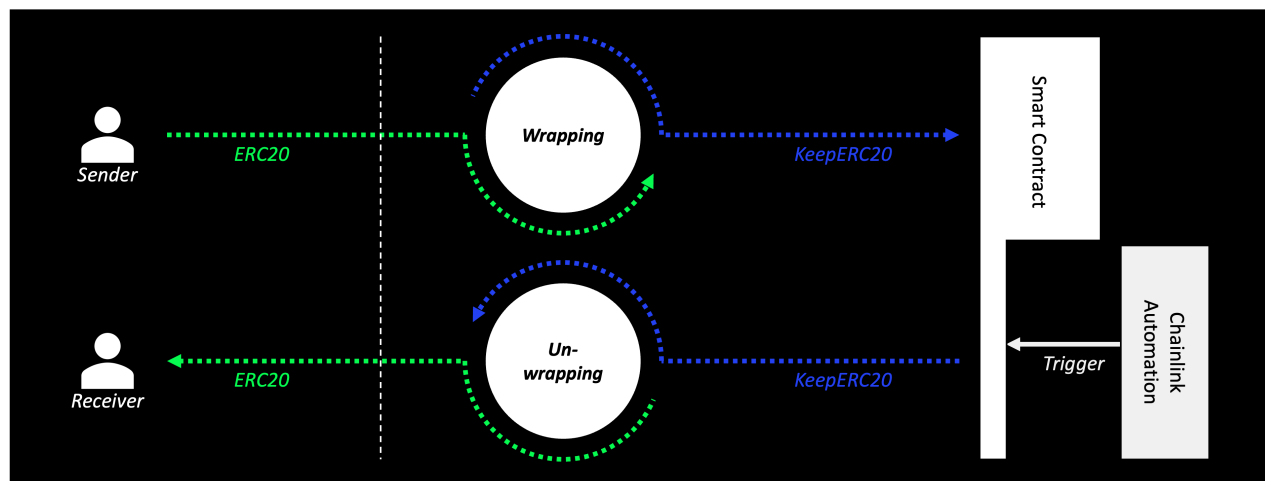 Sender
ERC20
Wrapping
KeepERC20
Smart Contract
Receiver
ERC20
Un-
wrapping
KeepERC20
Trigger
Chainlink
Automation